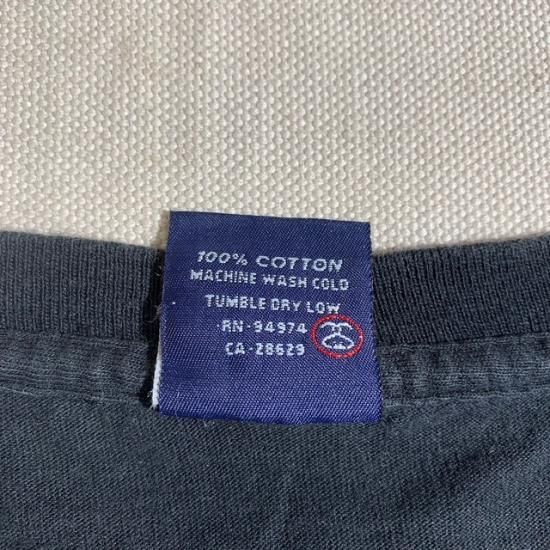 100% COTTON
MACHINE WASH COLD
TUMBLE DRY LOW
RN-94974
CA-28629